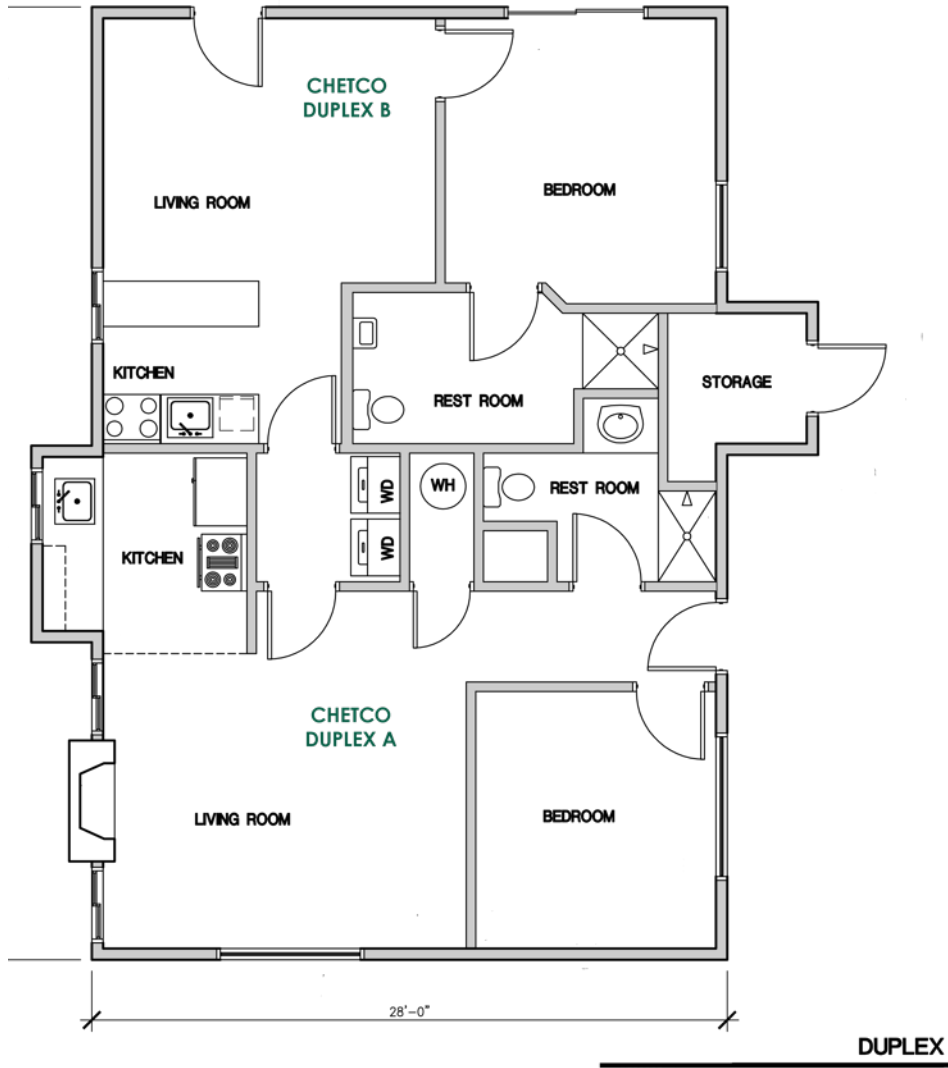 CHETCO
DUPLEX B
LIVING ROOM
BEDROOM
KITCHEN
STORAGE
REST ROOM
WD
WH
REST ROOM
WD
KITCHEN
CHETCO
DUPLEX A
LIVING ROOM
BEDROOM
28'-0"
DUPLEX